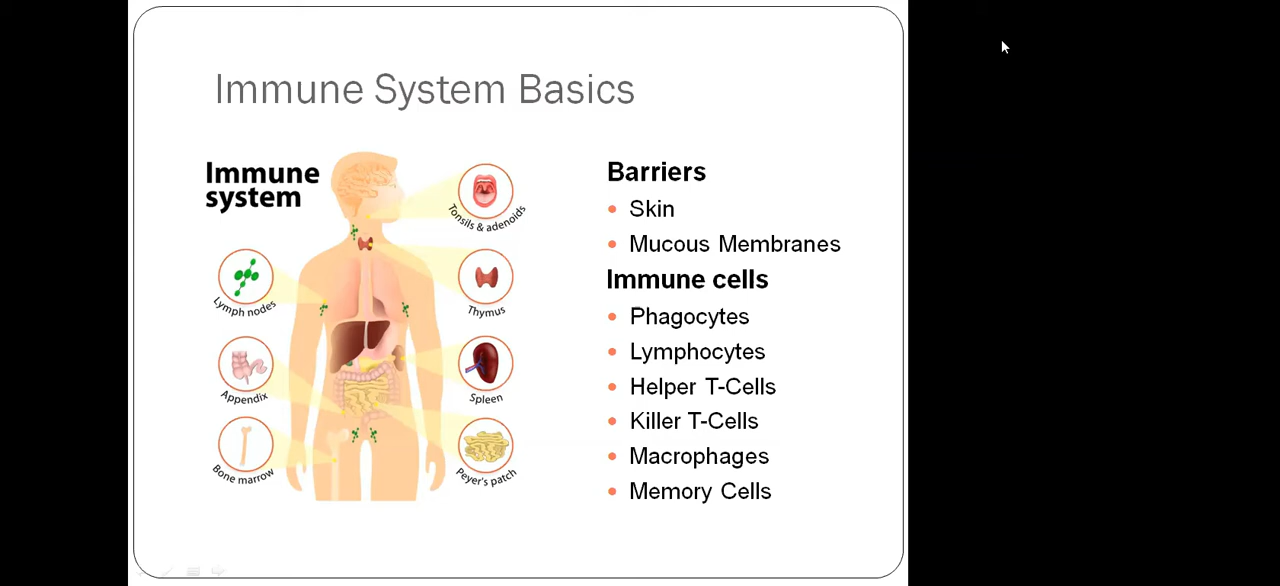 Immune System Basics
Immune
system
Tonsils & adenoids
Lymph nodes
Thymus
Appendix
Spleen
Bone marrow
Peyer's patch
Barriers
• Skin
• Mucous Membranes
Immune cells
• Phagocytes
• Lymphocytes
• Helper T-Cells
• Killer T-Cells
• Macrophages
• Memory Cells